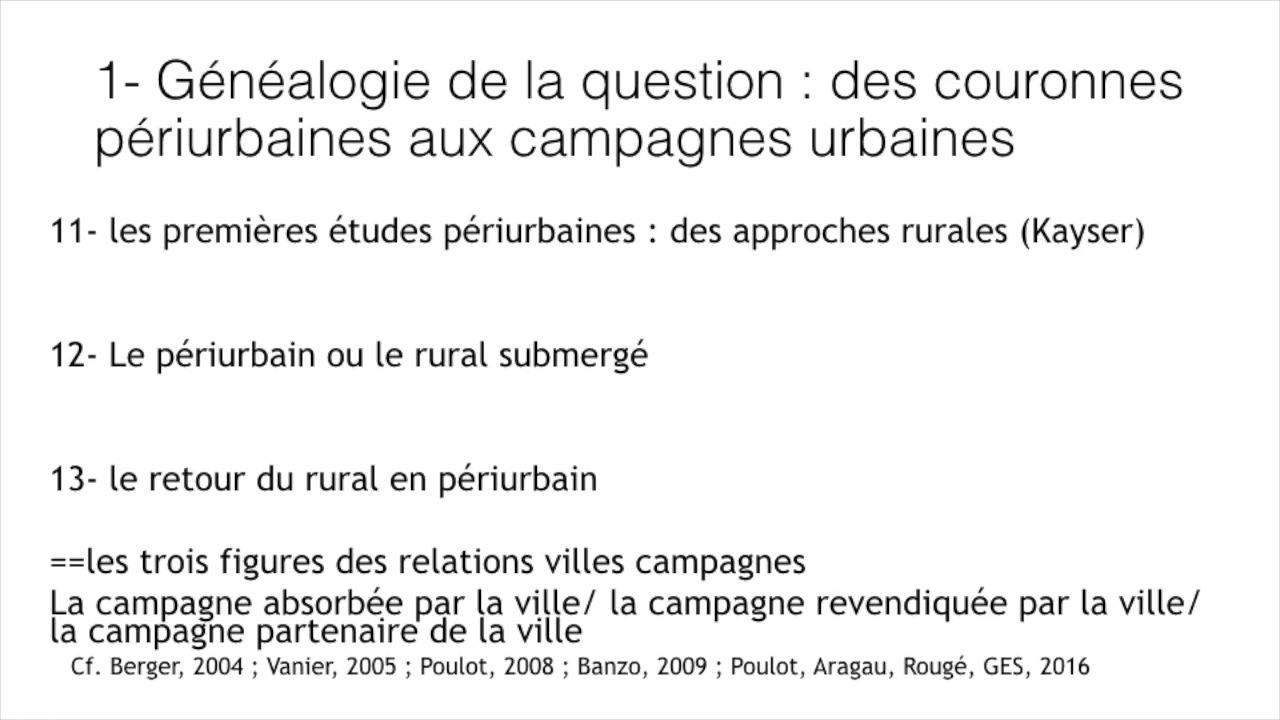 1- Généalogie de la question : des couronnes
périurbaines aux campagnes urbaines
11- les premières études périurbaines : des approches rurales (Kayser)
12- Le périurbain ou le rural submergé
13- le retour du rural en périurbain
==les trois figures des relations villes campagnes
La campagne absorbée par la ville/ la campagne revendiquée par la ville/
la campagne partenaire de la ville
Cf. Berger, 2004 ; Vanier, 2005 ; Poulot, 2008 ; Banzo, 2009 ; Poulot, Aragau, Rougé, GES, 2016